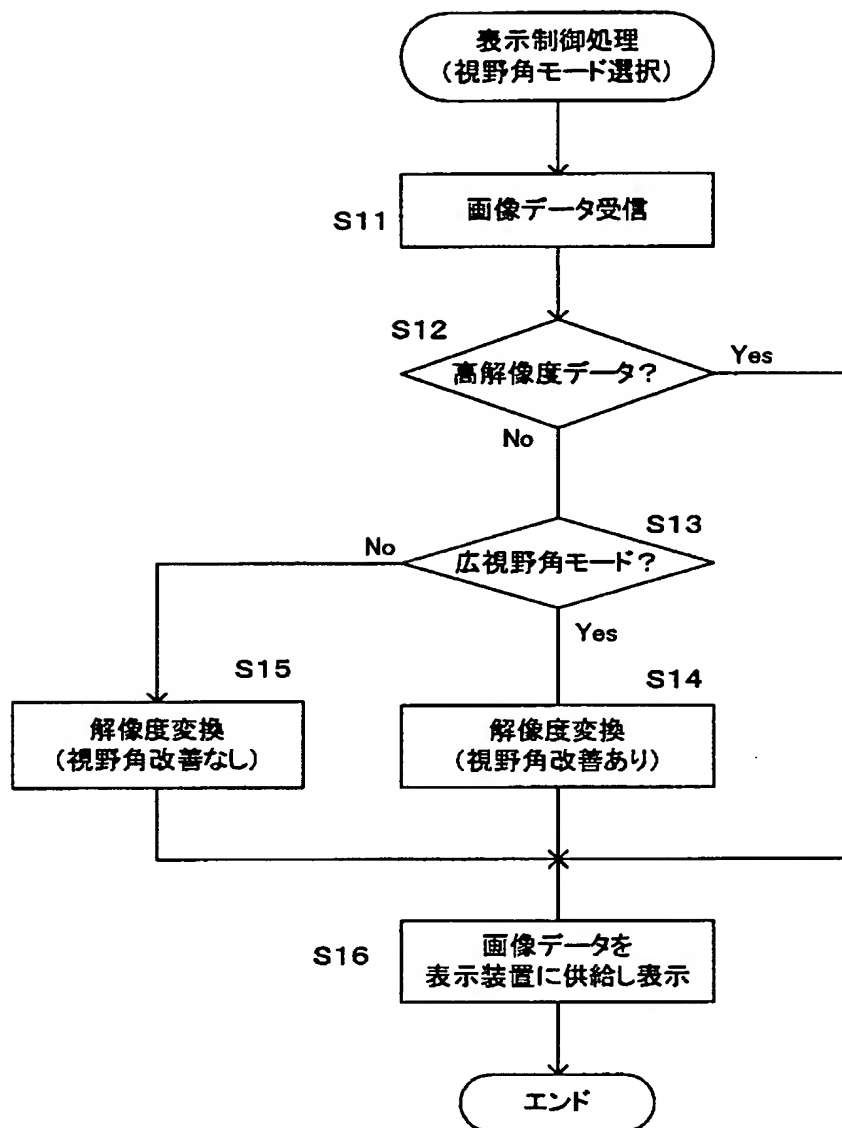 表示制御処理
(視野角モード選択)
S11
画像データ受信
S12
高解像度データ?
Yes
No
S13
広視野角モード?
No
Yes
S15
解像度変換
(視野角改善なし)
S14
解像度変換
(視野角改善あり)
S16
画像データを
表示装置に供給し表示
エンド